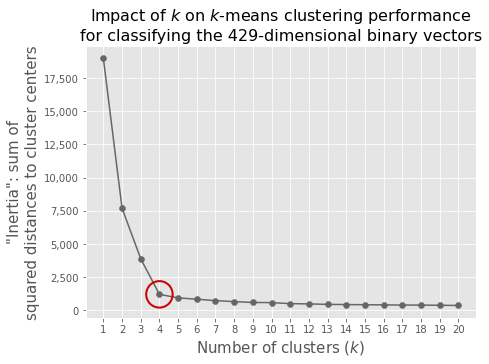 Impact of k on k-means clustering performance
for classifying the 429-dimensional binary vectors
"Inertia": sum of
squared distances to cluster centers
17,500
15,000
12,500
10,000
7,500
5,000
2,500
0
1 2 3 4 5 6 7 8 9 10 11 12 13 14 15 16 17 18 19 20
Number of clusters (k)